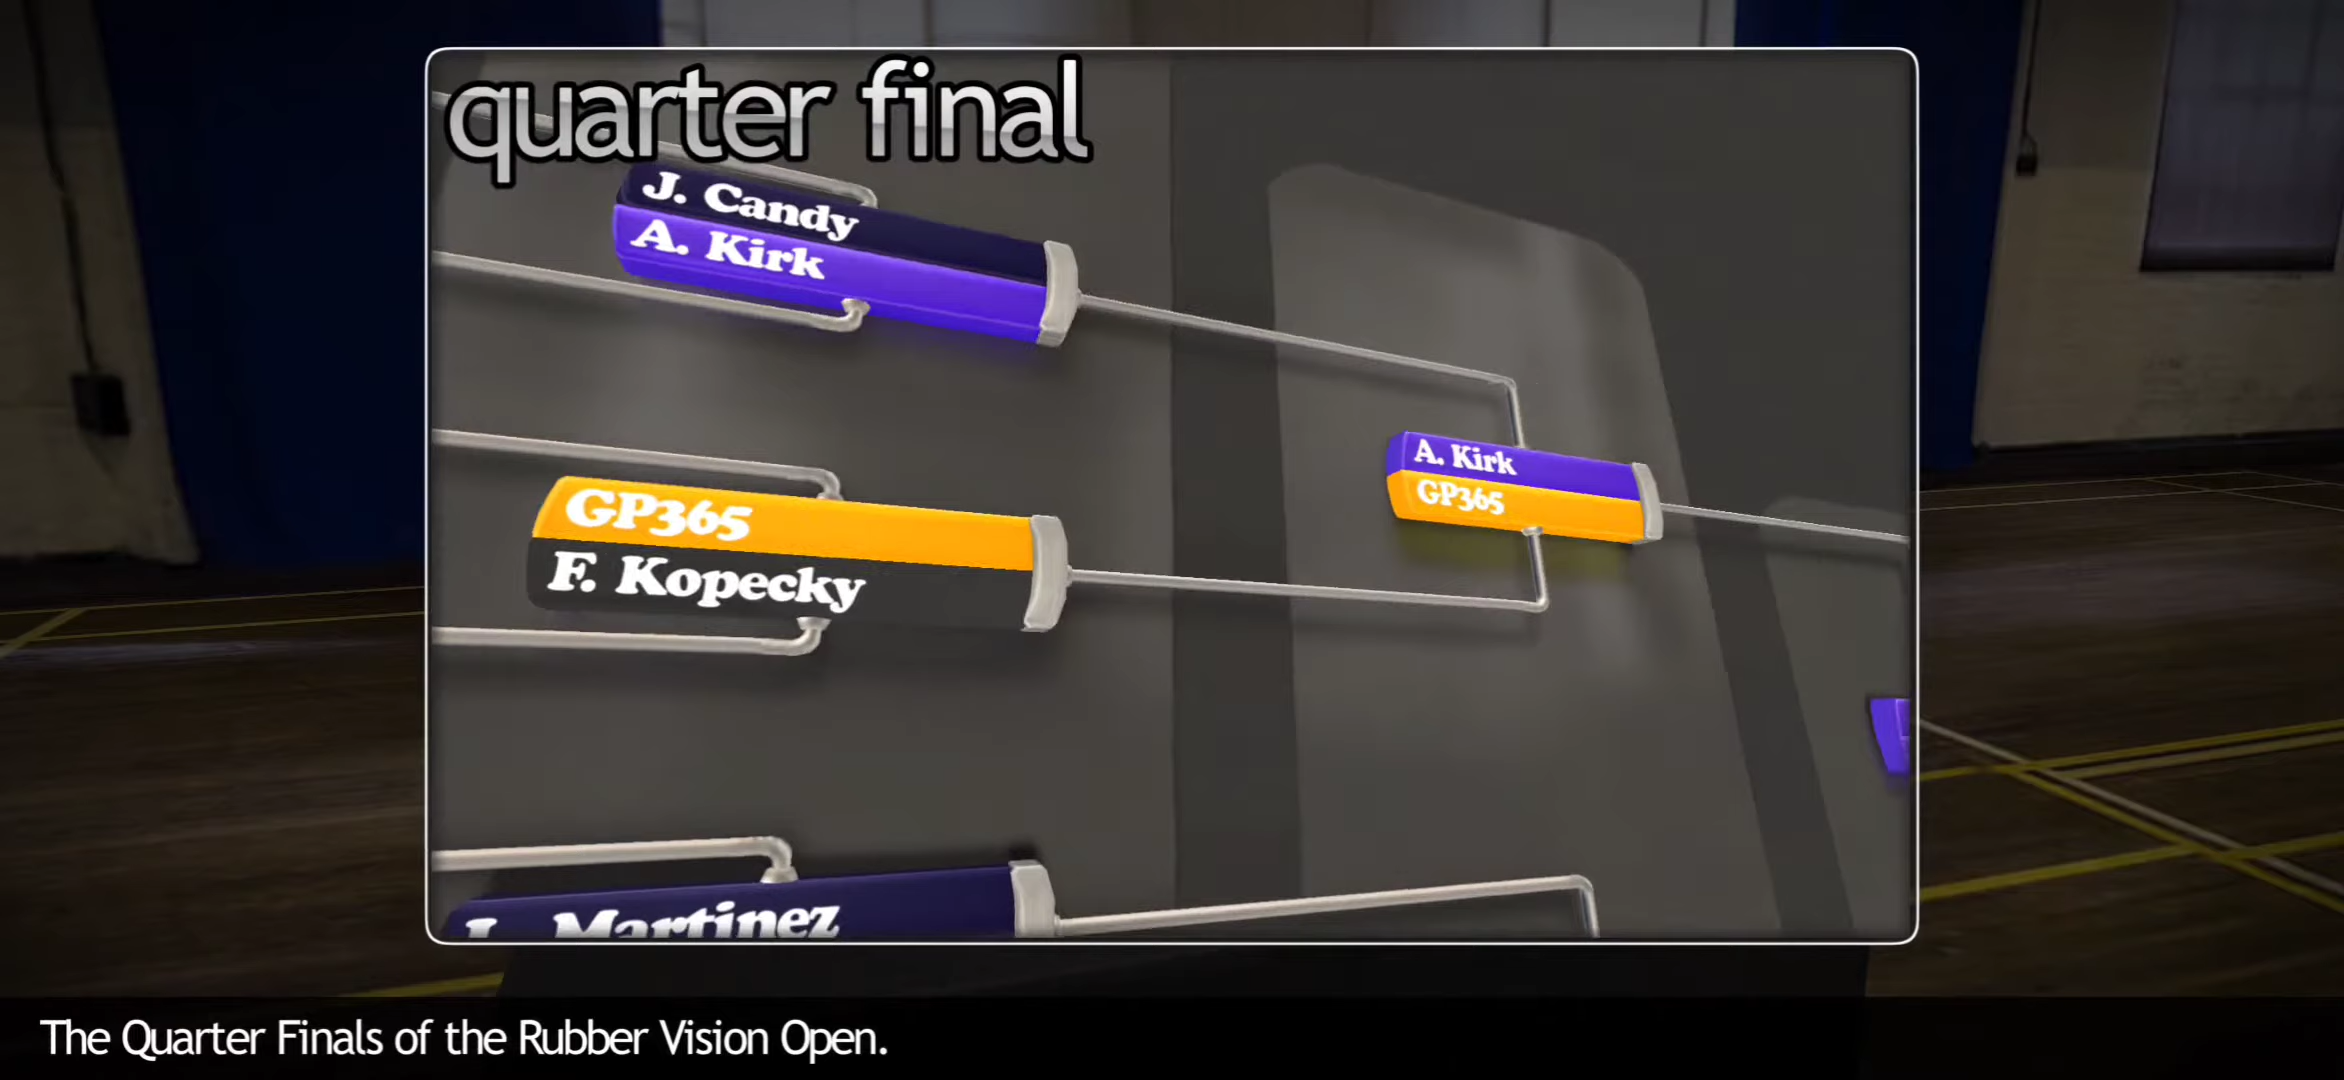 quarter final
J. Candy
A. Kirk
A. Kirk
GP365
GP365
F. Kopecky
Martinez
The Quarter Finals of the Rubber Vision Open.